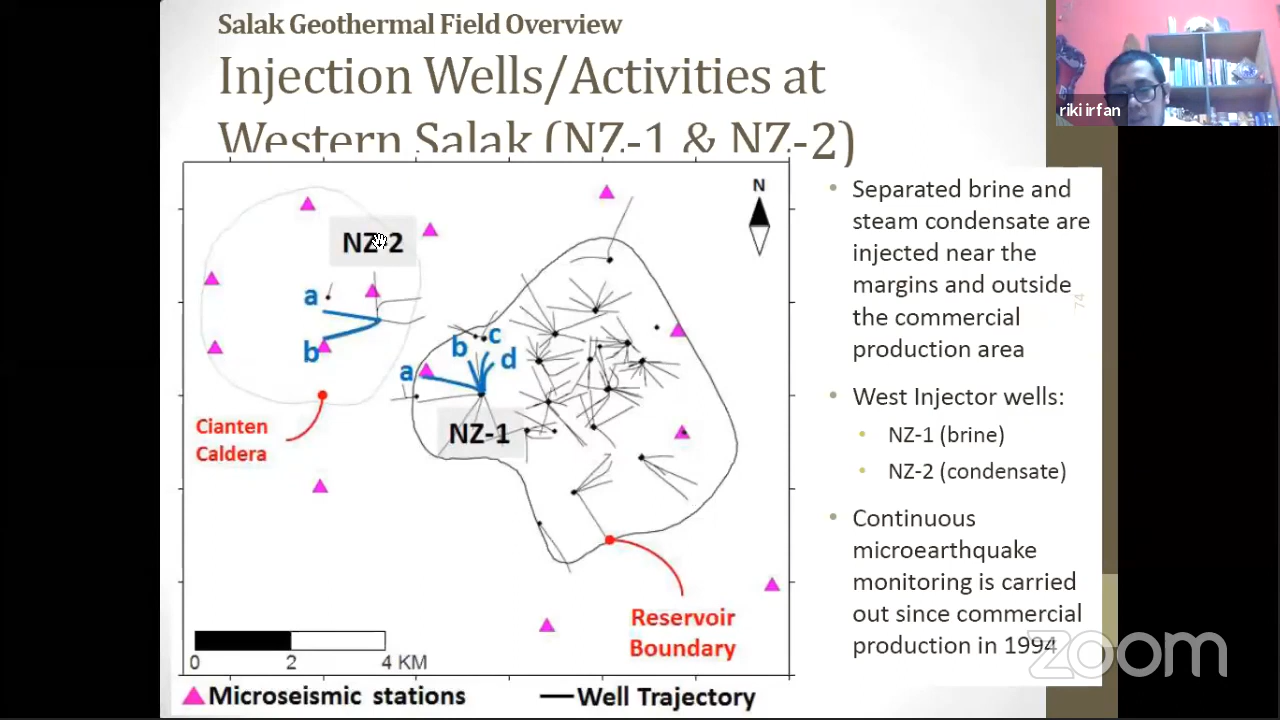 Salak Geothermal Field Overview
Injection Wells/Activities at
Western Salak (NZ-1 & NZ-2)
riki irfan
N
NZ-2
a
b
b
c
a
d
NZ-1
Cianten
Caldera
Reservoir
Boundary
0 2 4 KM
Microseismic stations
Well Trajectory
• Separated brine and
steam condensate are
injected near the
margins and outside
the commercial
production area
74
• West Injector wells:
• NZ-1 (brine)
• NZ-2 (condensate)
• Continuous
microearthquake
monitoring is carried
out since commercial
production in 1994
zoom